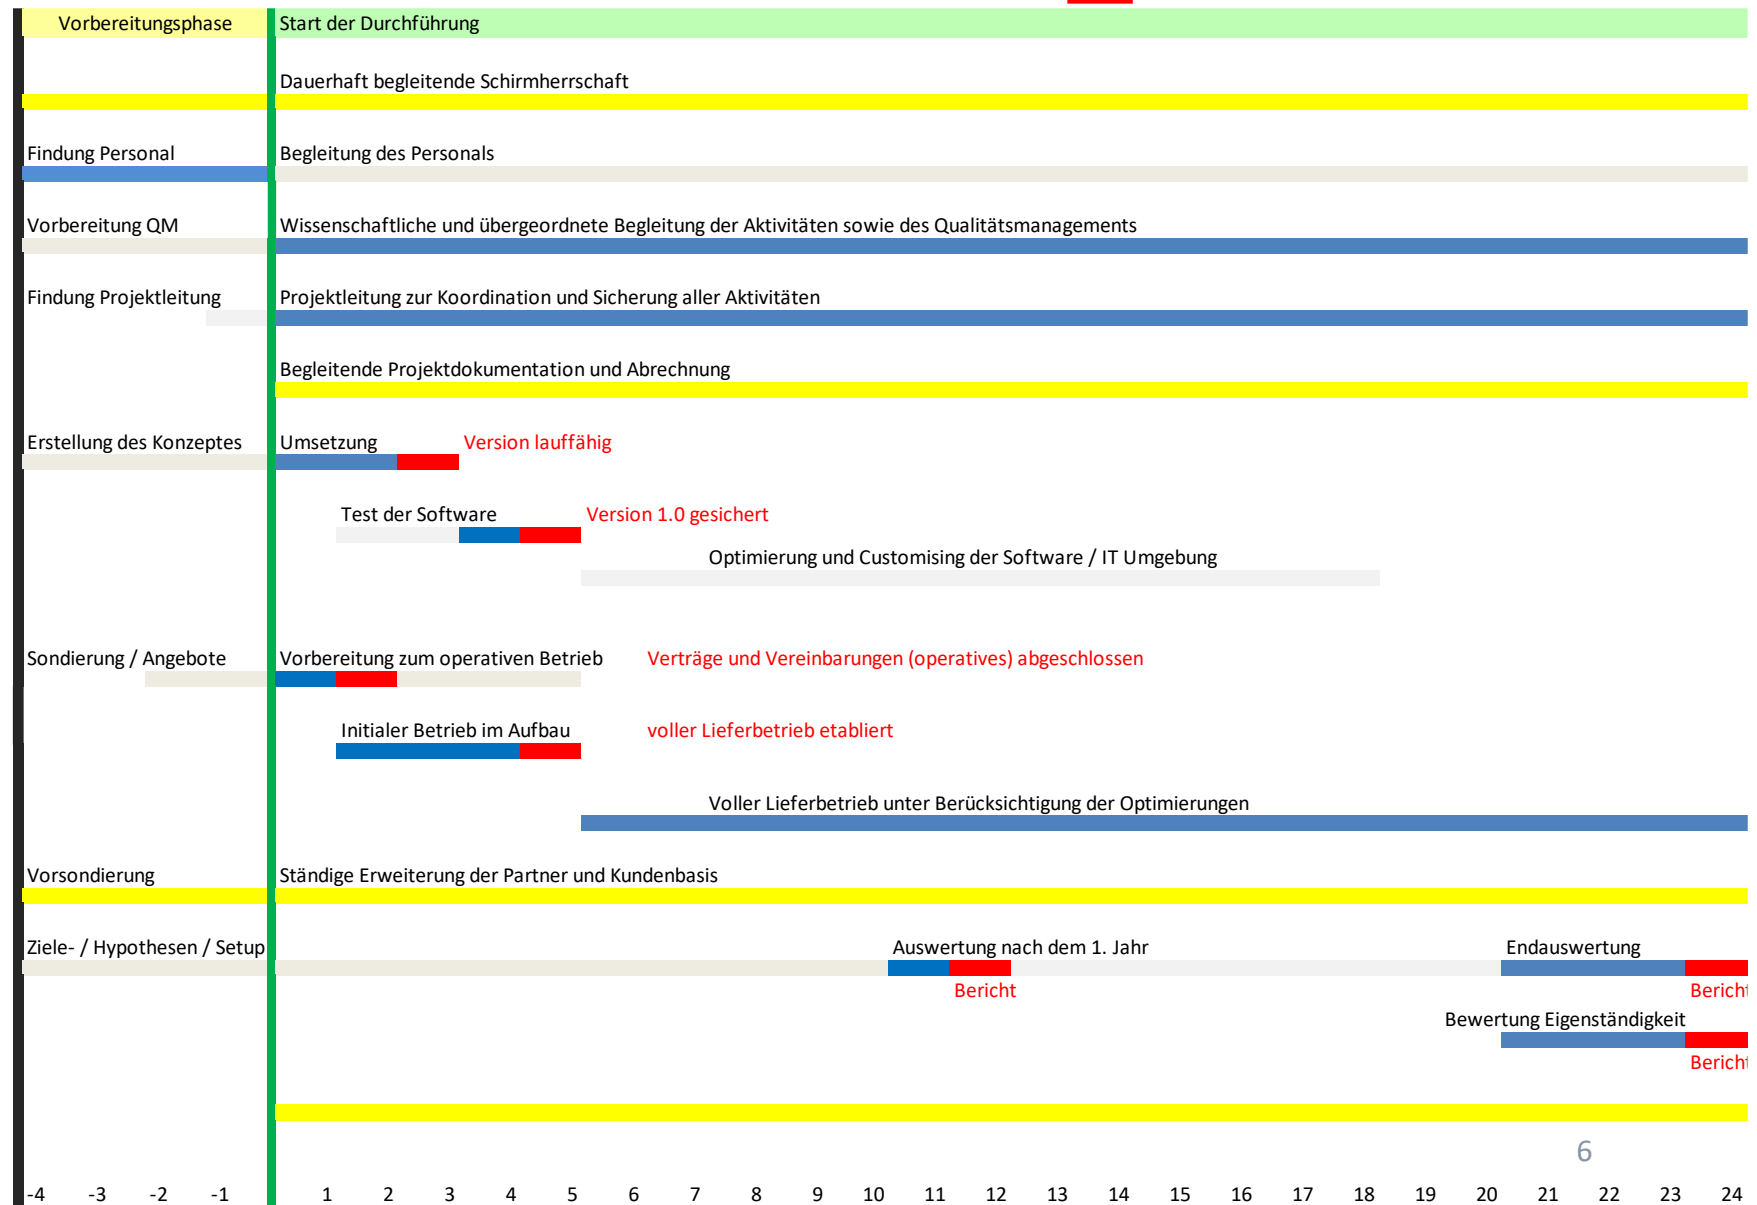 Vorbereitungsphase Start der Durchführung
Dauerhaft begleitende Schirmherrschaft
Findung Personal Begleitung des Personals
Vorbereitung QM Wissenschaftliche und übergeordnete Begleitung der Aktivitäten sowie des Qualitätsmanagements
Findung Projektleitung Projektleitung zur Koordination und Sicherung aller Aktivitäten
Begleitende Projektdokumentation und Abrechnung
Erstellung des Konzeptes Umsetzung Version lauffähig
Test der Software Version 1.0 gesichert
Optimierung und Customising der Software / IT Umgebung
Sondierung / Angebote Vorbereitung zum operativen Betrieb Verträge und Vereinbarungen (operatives) abgeschlossen
Initialer Betrieb im Aufbau voller Lieferbetrieb etabliert
Voller Lieferbetrieb unter Berücksichtigung der Optimierungen
Vorsondierung Ständige Erweiterung der Partner und Kundenbasis
Ziele- / Hypothesen / Setup Auswertung nach dem 1. Jahr Endauswertung
Bericht Bericht
Bewertung Eigenständigkeit
Bericht
6
-4 -3 -2 -1 1 2 3 4 5 6 7 8 9 10 11 12 13 14 15 16 17 18 19 20 21 22 23 24